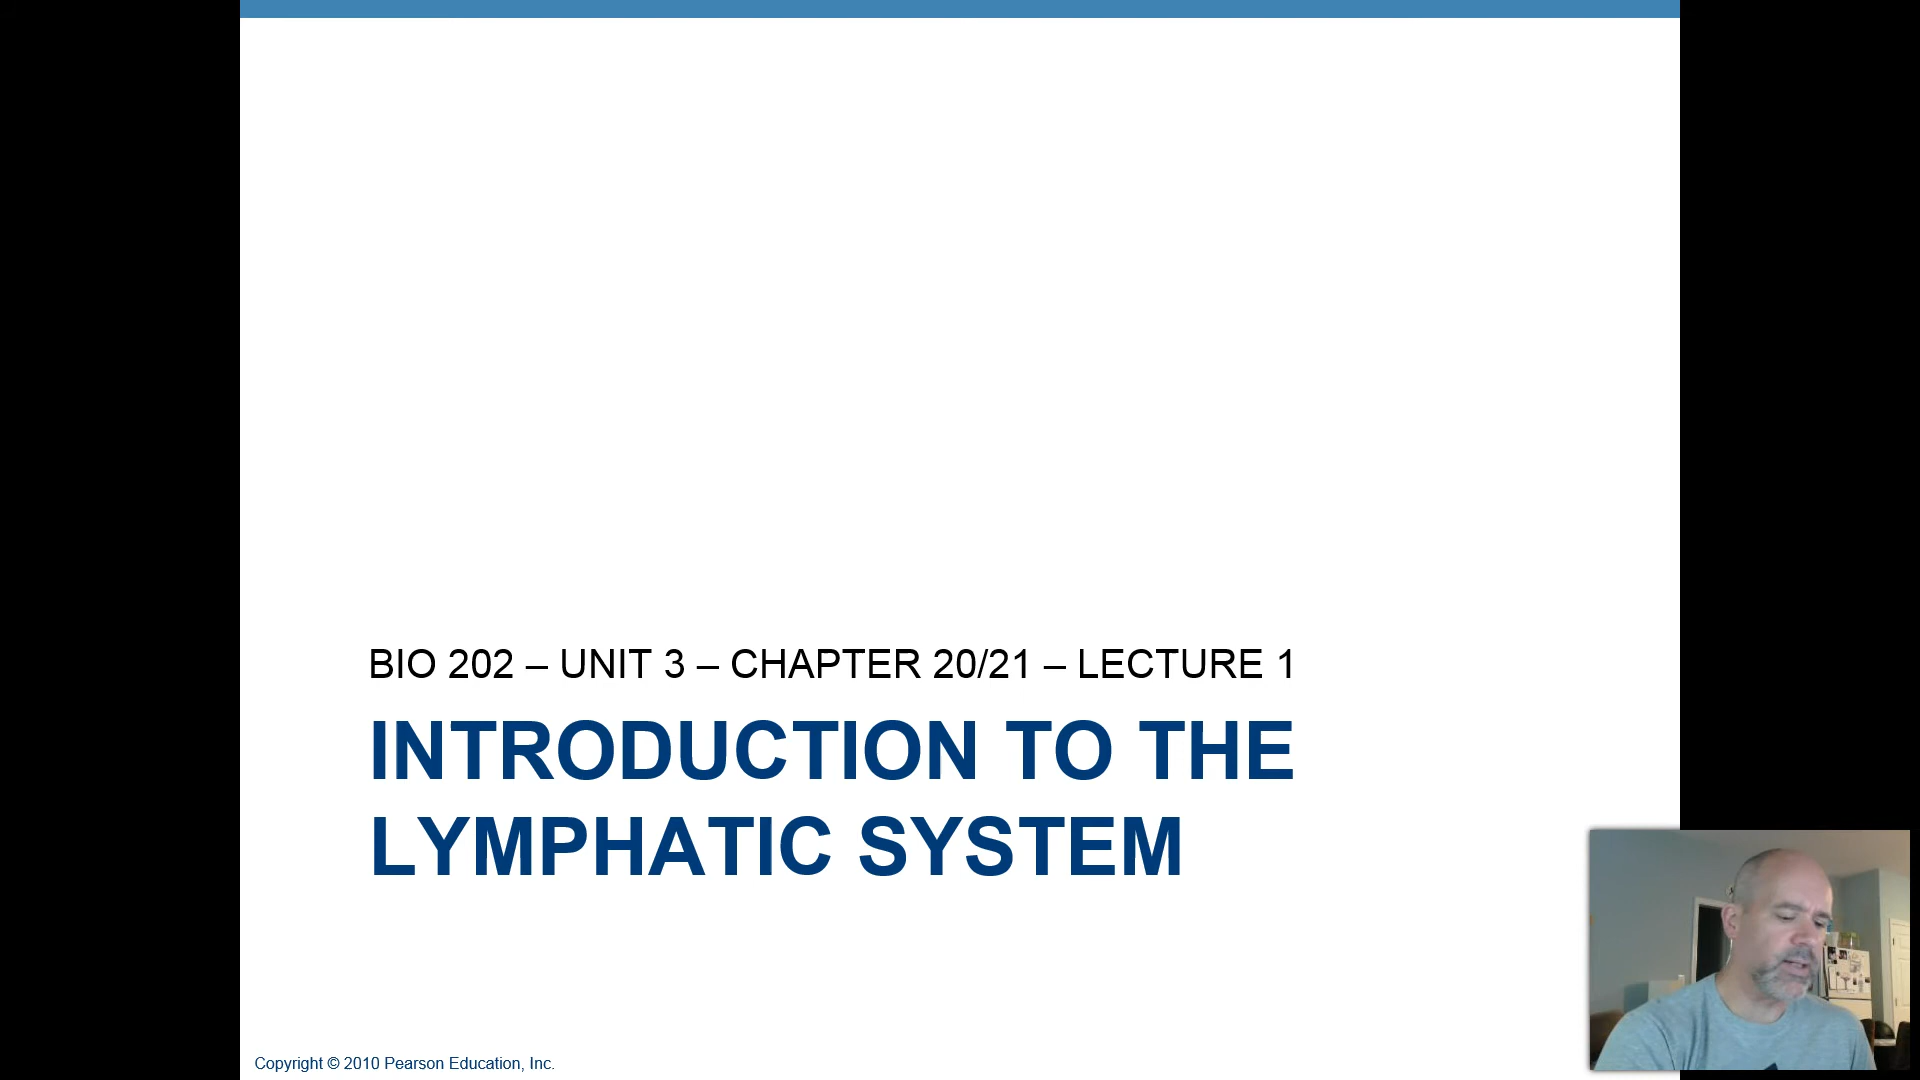 BIO 202 – UNIT 3 – CHAPTER 20/21 – LECTURE 1
INTRODUCTION TO THE
LYMPHATIC SYSTEM
Copyright © 2010 Pearson Education, Inc.